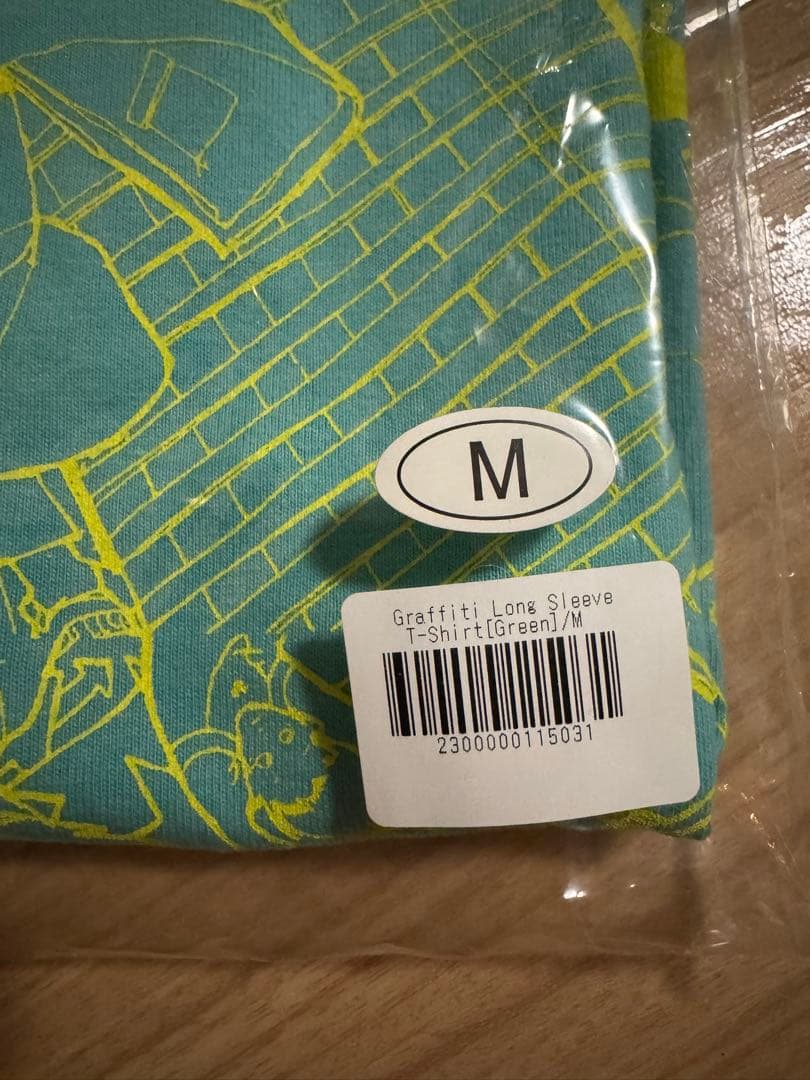 M
Graffiti Long Sleeve
T-Shirt[Green]/M
2300000115031